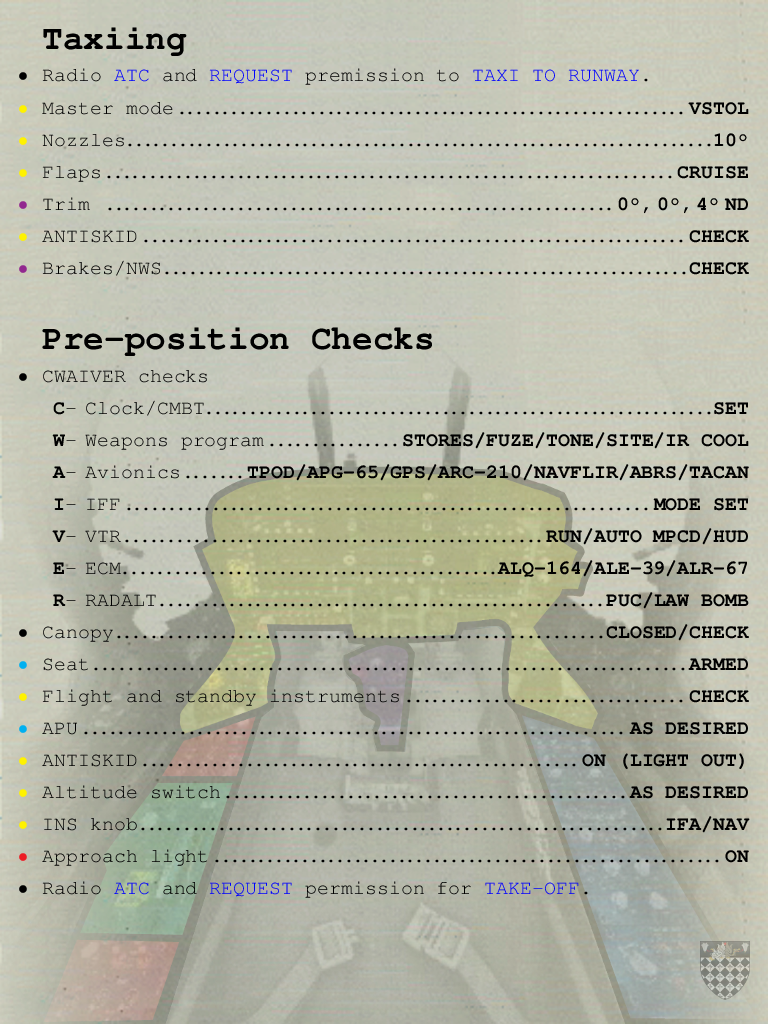 Taxiing
• Radio ATC and REQUEST premission to TAXI TO RUNWAY.
• Master mode....................VSTOL
• Nozzles....................10°
• Flaps....................CRUISE
• Trim ....................0°, 0°, 4° ND
• ANTISKID....................CHECK
• Brakes/NWS....................CHECK
Pre-position Checks
• CWAIVER checks
C- Clock/CMBT....................SET
W- Weapons program...............STORES/FUZE/TONE/SITE/IR COOL
A- Avionics.......TPOD/APG-65/GPS/ARC-210/NAVFLIR/ABRS/TACAN
I- IFF....................MODE SET
V- VTR....................RUN/AUTO MPCD/HUD
E- ECM....................ALQ-164/ALE-39/ALR-67
R- RADALT....................PUC/LAW BOMB
• Canopy....................CLOSED/CHECK
• Seat....................ARMED
• Flight and standby instruments....................CHECK
• APU....................AS DESIRED
• ANTISKID....................ON (LIGHT OUT)
• Altitude switch....................AS DESIRED
• INS knob....................IFA/NAV
• Approach light....................ON
• Radio ATC and REQUEST permission for TAKE-OFF.